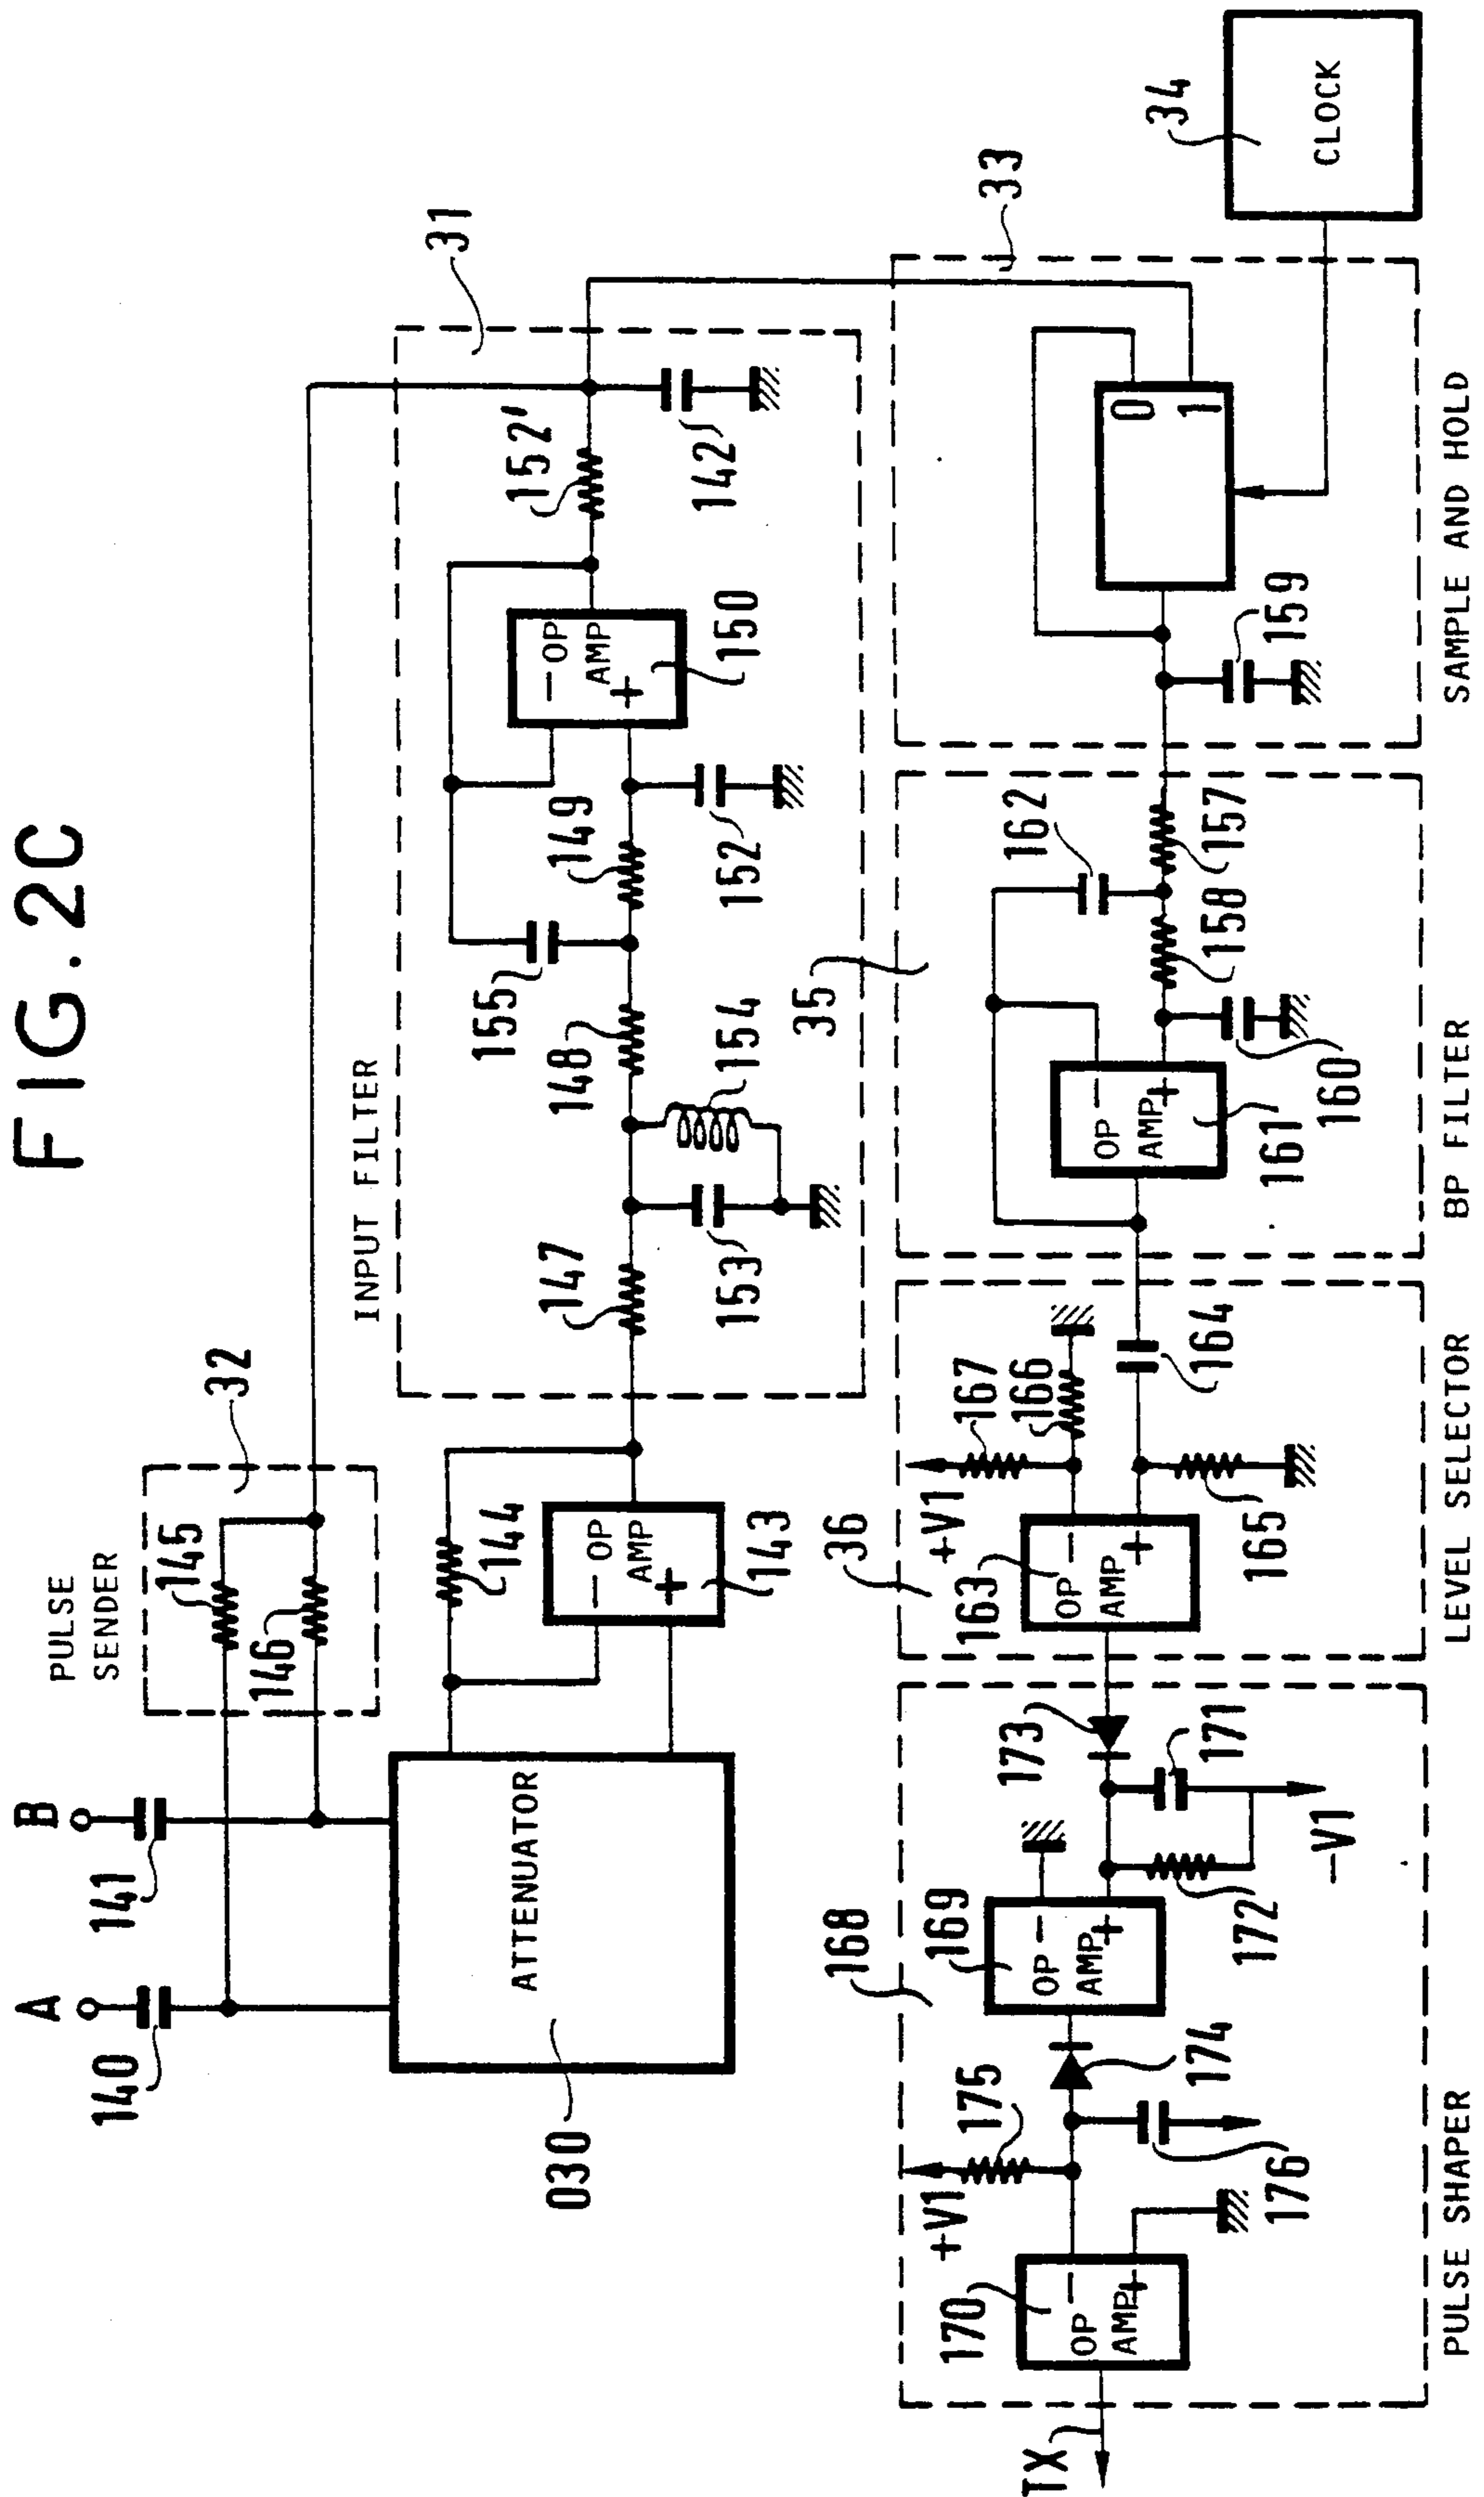 FIG. 2C
A
B
140
141
PULSE
SENDER
32
145
146
ATTENUATOR
030
144
OP
AMP
-
+
143
INPUT FILTER
31
147
153
154
148
155
149
152
-
OP
AMP
+
150
152'
142
33
34
CLOCK
0
1
159
SAMPLE AND HOLD
35
162
157
158
160
OP
AMP
-
+
161
BP FILTER
36
+V1
167
166
164
165
163
OP
AMP
-
+
LEVEL SELECTOR
168
173
171
172
-V1
169
OP
AMP
-
+
174
175
176
+V1
170
OP
AMP
-
+
TX
PULSE SHAPER